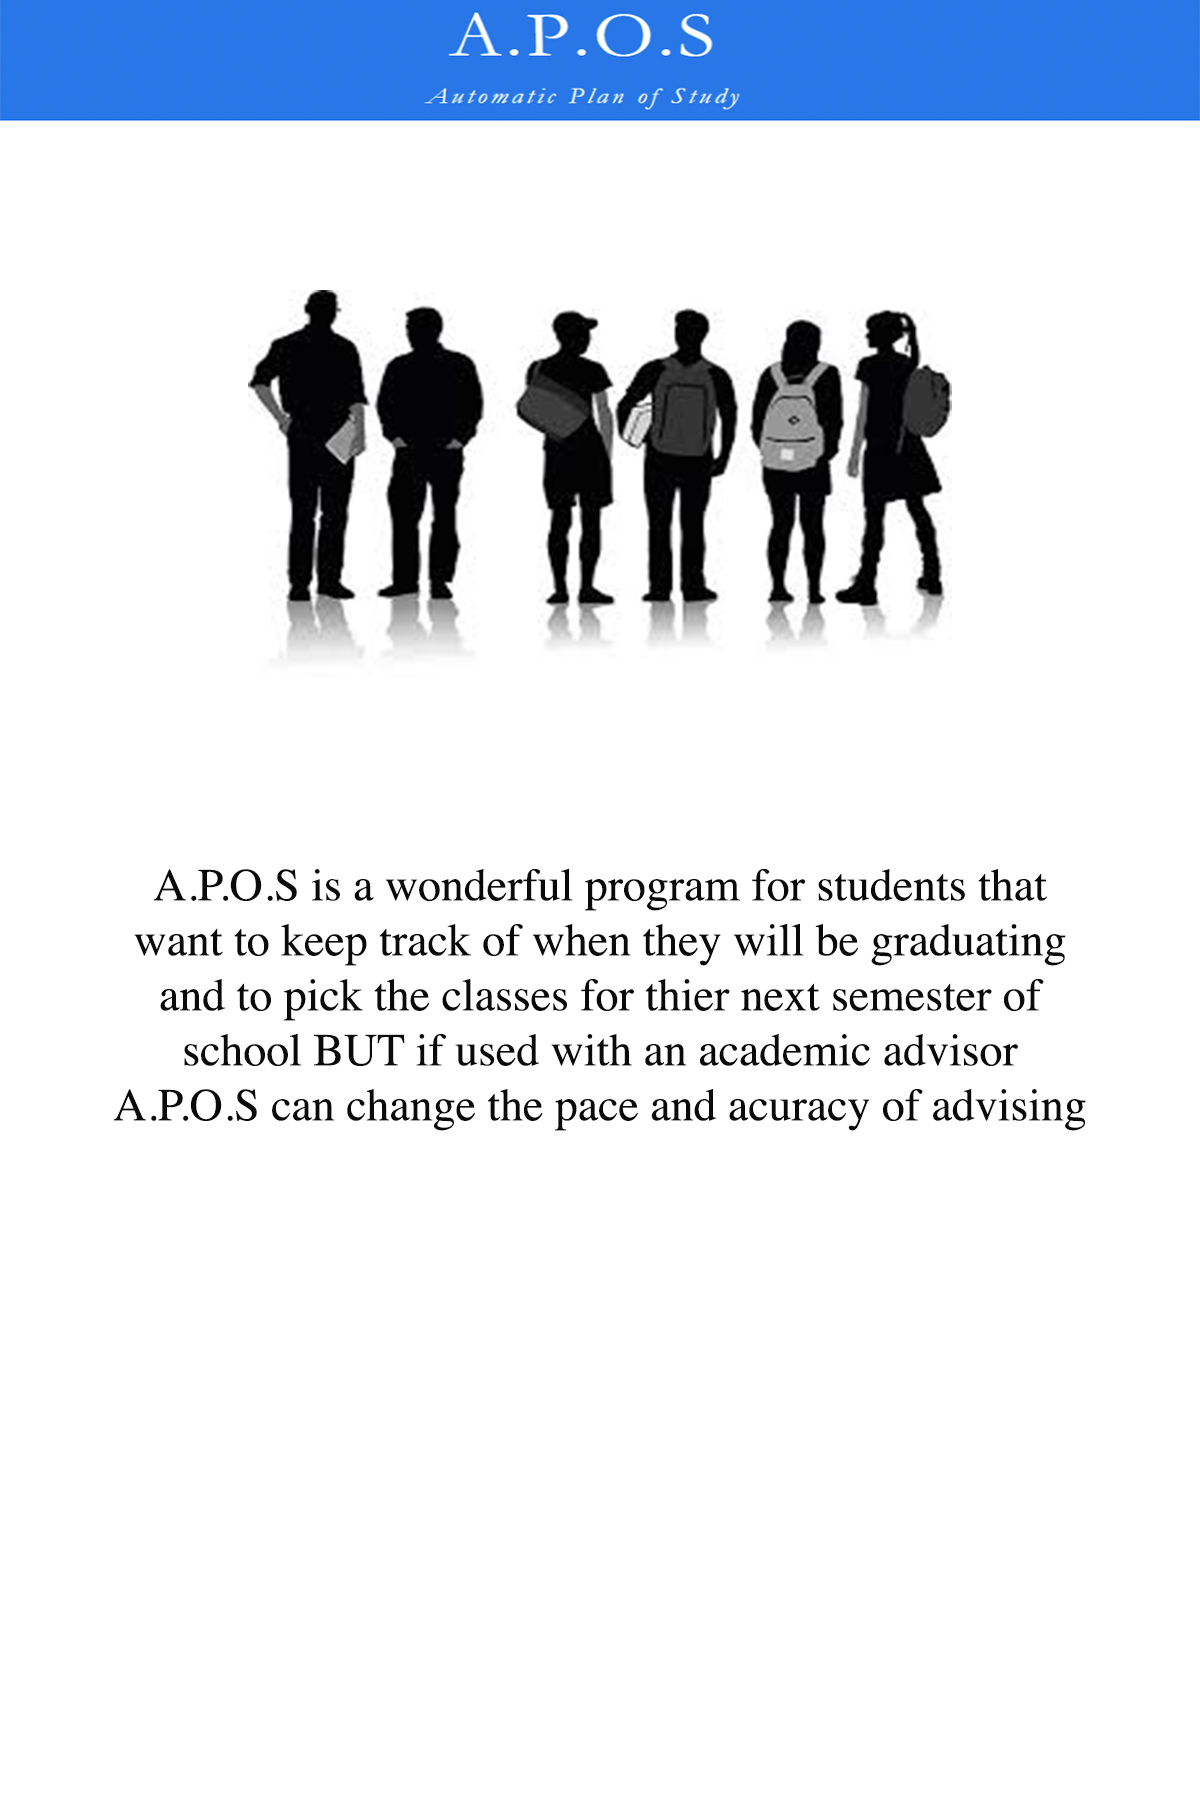 A.P.O.S
Automatic Plan of Study
A.P.O.S is a wonderful program for students that
want to keep track of when they will be graduating
and to pick the classes for thier next semester of
school BUT if used with an academic advisor
A.P.O.S can change the pace and acuracy of advising